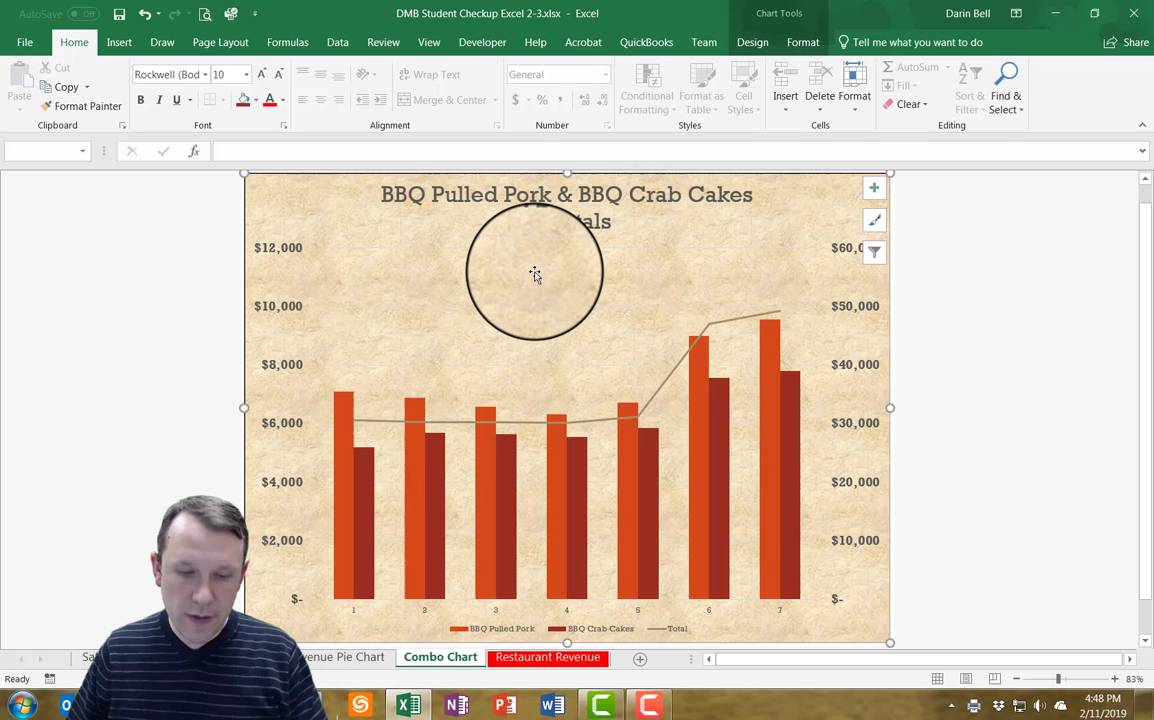 AutoSave Off
DMB Student Checkup Excel 2-3.xlsx - Excel
Chart Tools
Darin Bell
File Home Insert Draw Page Layout Formulas Data Review View Developer Help Acrobat QuickBooks Team Design Format Tell me what you want to do Share
Paste
Cut
Copy
Format Painter
Clipboard
Rockwell (Bod 10
B I U
Font
Wrap Text
Merge & Center
Alignment
General
$ %
Number
Conditional Formatting
Format as Table
Cell Styles
Styles
Insert Delete Format
Cells
AutoSum
Fill
Clear
Sort & Filter
Find & Select
Editing
fx
BBQ Pulled Pork & BBQ Crab Cakes
tals
$12,000
$10,000
$8,000
$6,000
$4,000
$2,000
$-
$60,0
$50,000
$40,000
$30,000
$20,000
$10,000
$-
1 2 3 4 5 6 7
BBQ Pulled Pork BBQ Crab Cakes Total
Sa venue Pie Chart Combo Chart Restaurant Revenue
Ready
83%
4:48 PM
2/11/2019